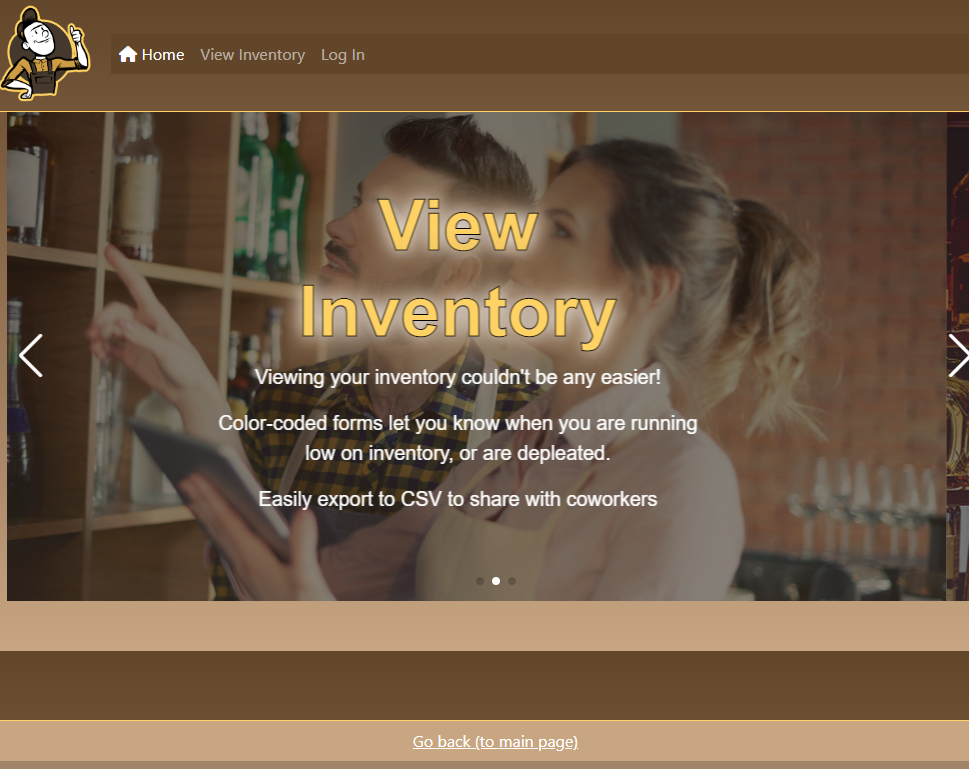 Home View Inventory Log In
View
Inventory
Viewing your inventory couldn't be any easier!
Color-coded forms let you know when you are running
low on inventory, or are depleated.
Easily export to CSV to share with coworkers
Go back (to main page)